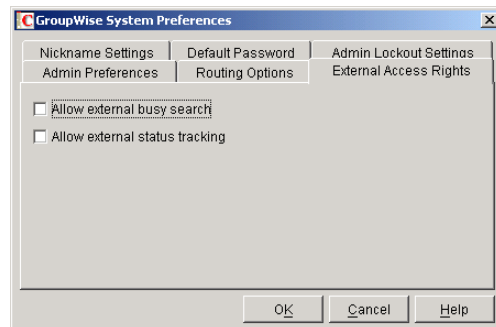 GroupWise System Preferences
Nickname Settings Default Password Admin Lockout Settings
Admin Preferences Routing Options External Access Rights
Allow external busy search
Allow external status tracking
OK Cancel Help